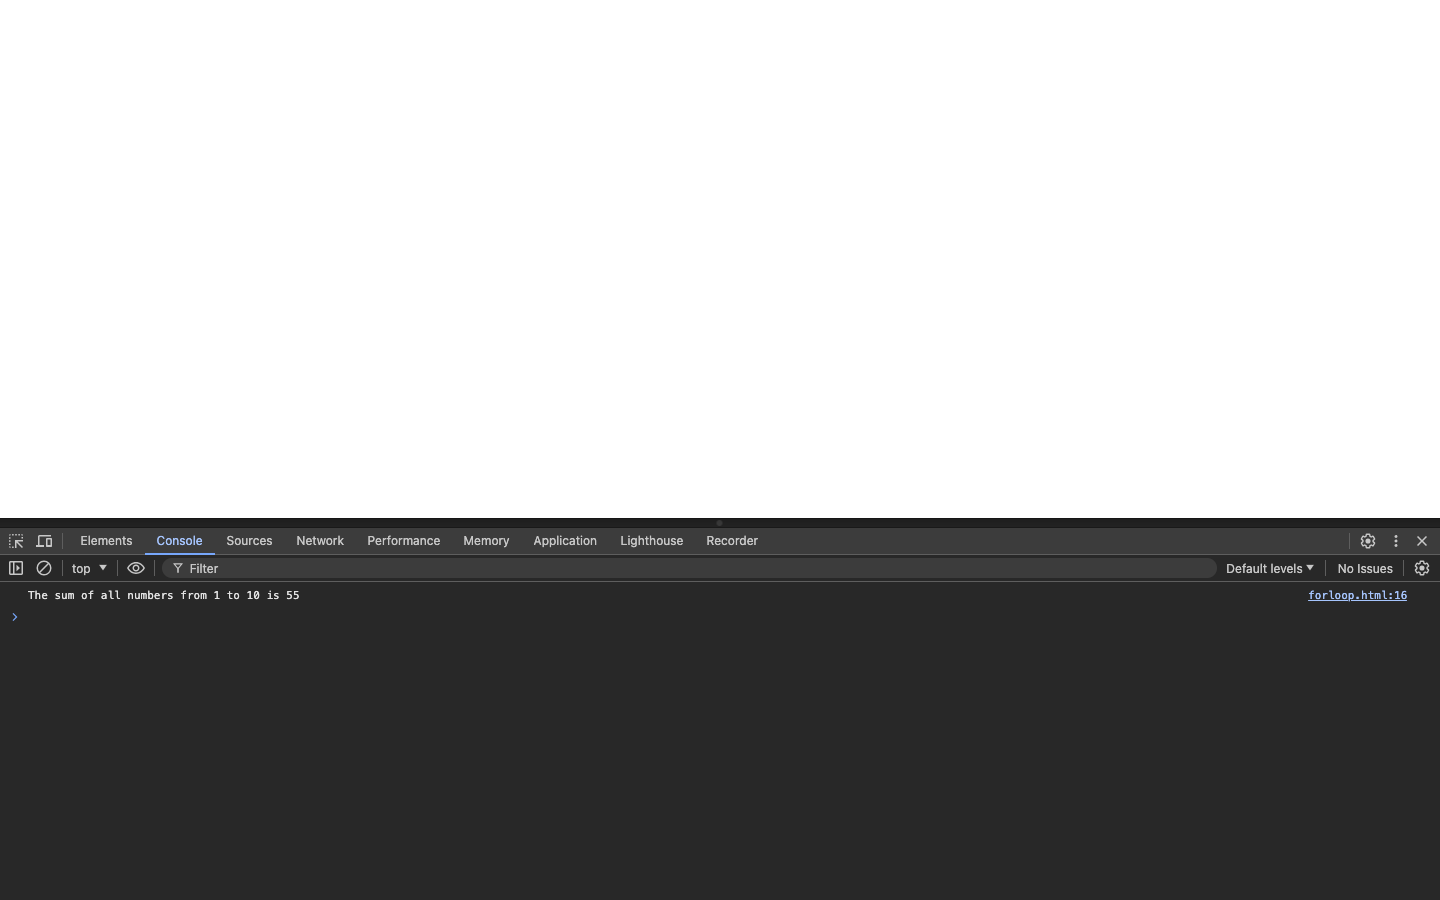 Elements Console Sources Network Performance Memory Application Lighthouse Recorder
top Filter Default levels No Issues
The sum of all numbers from 1 to 10 is 55 forloop.html:16